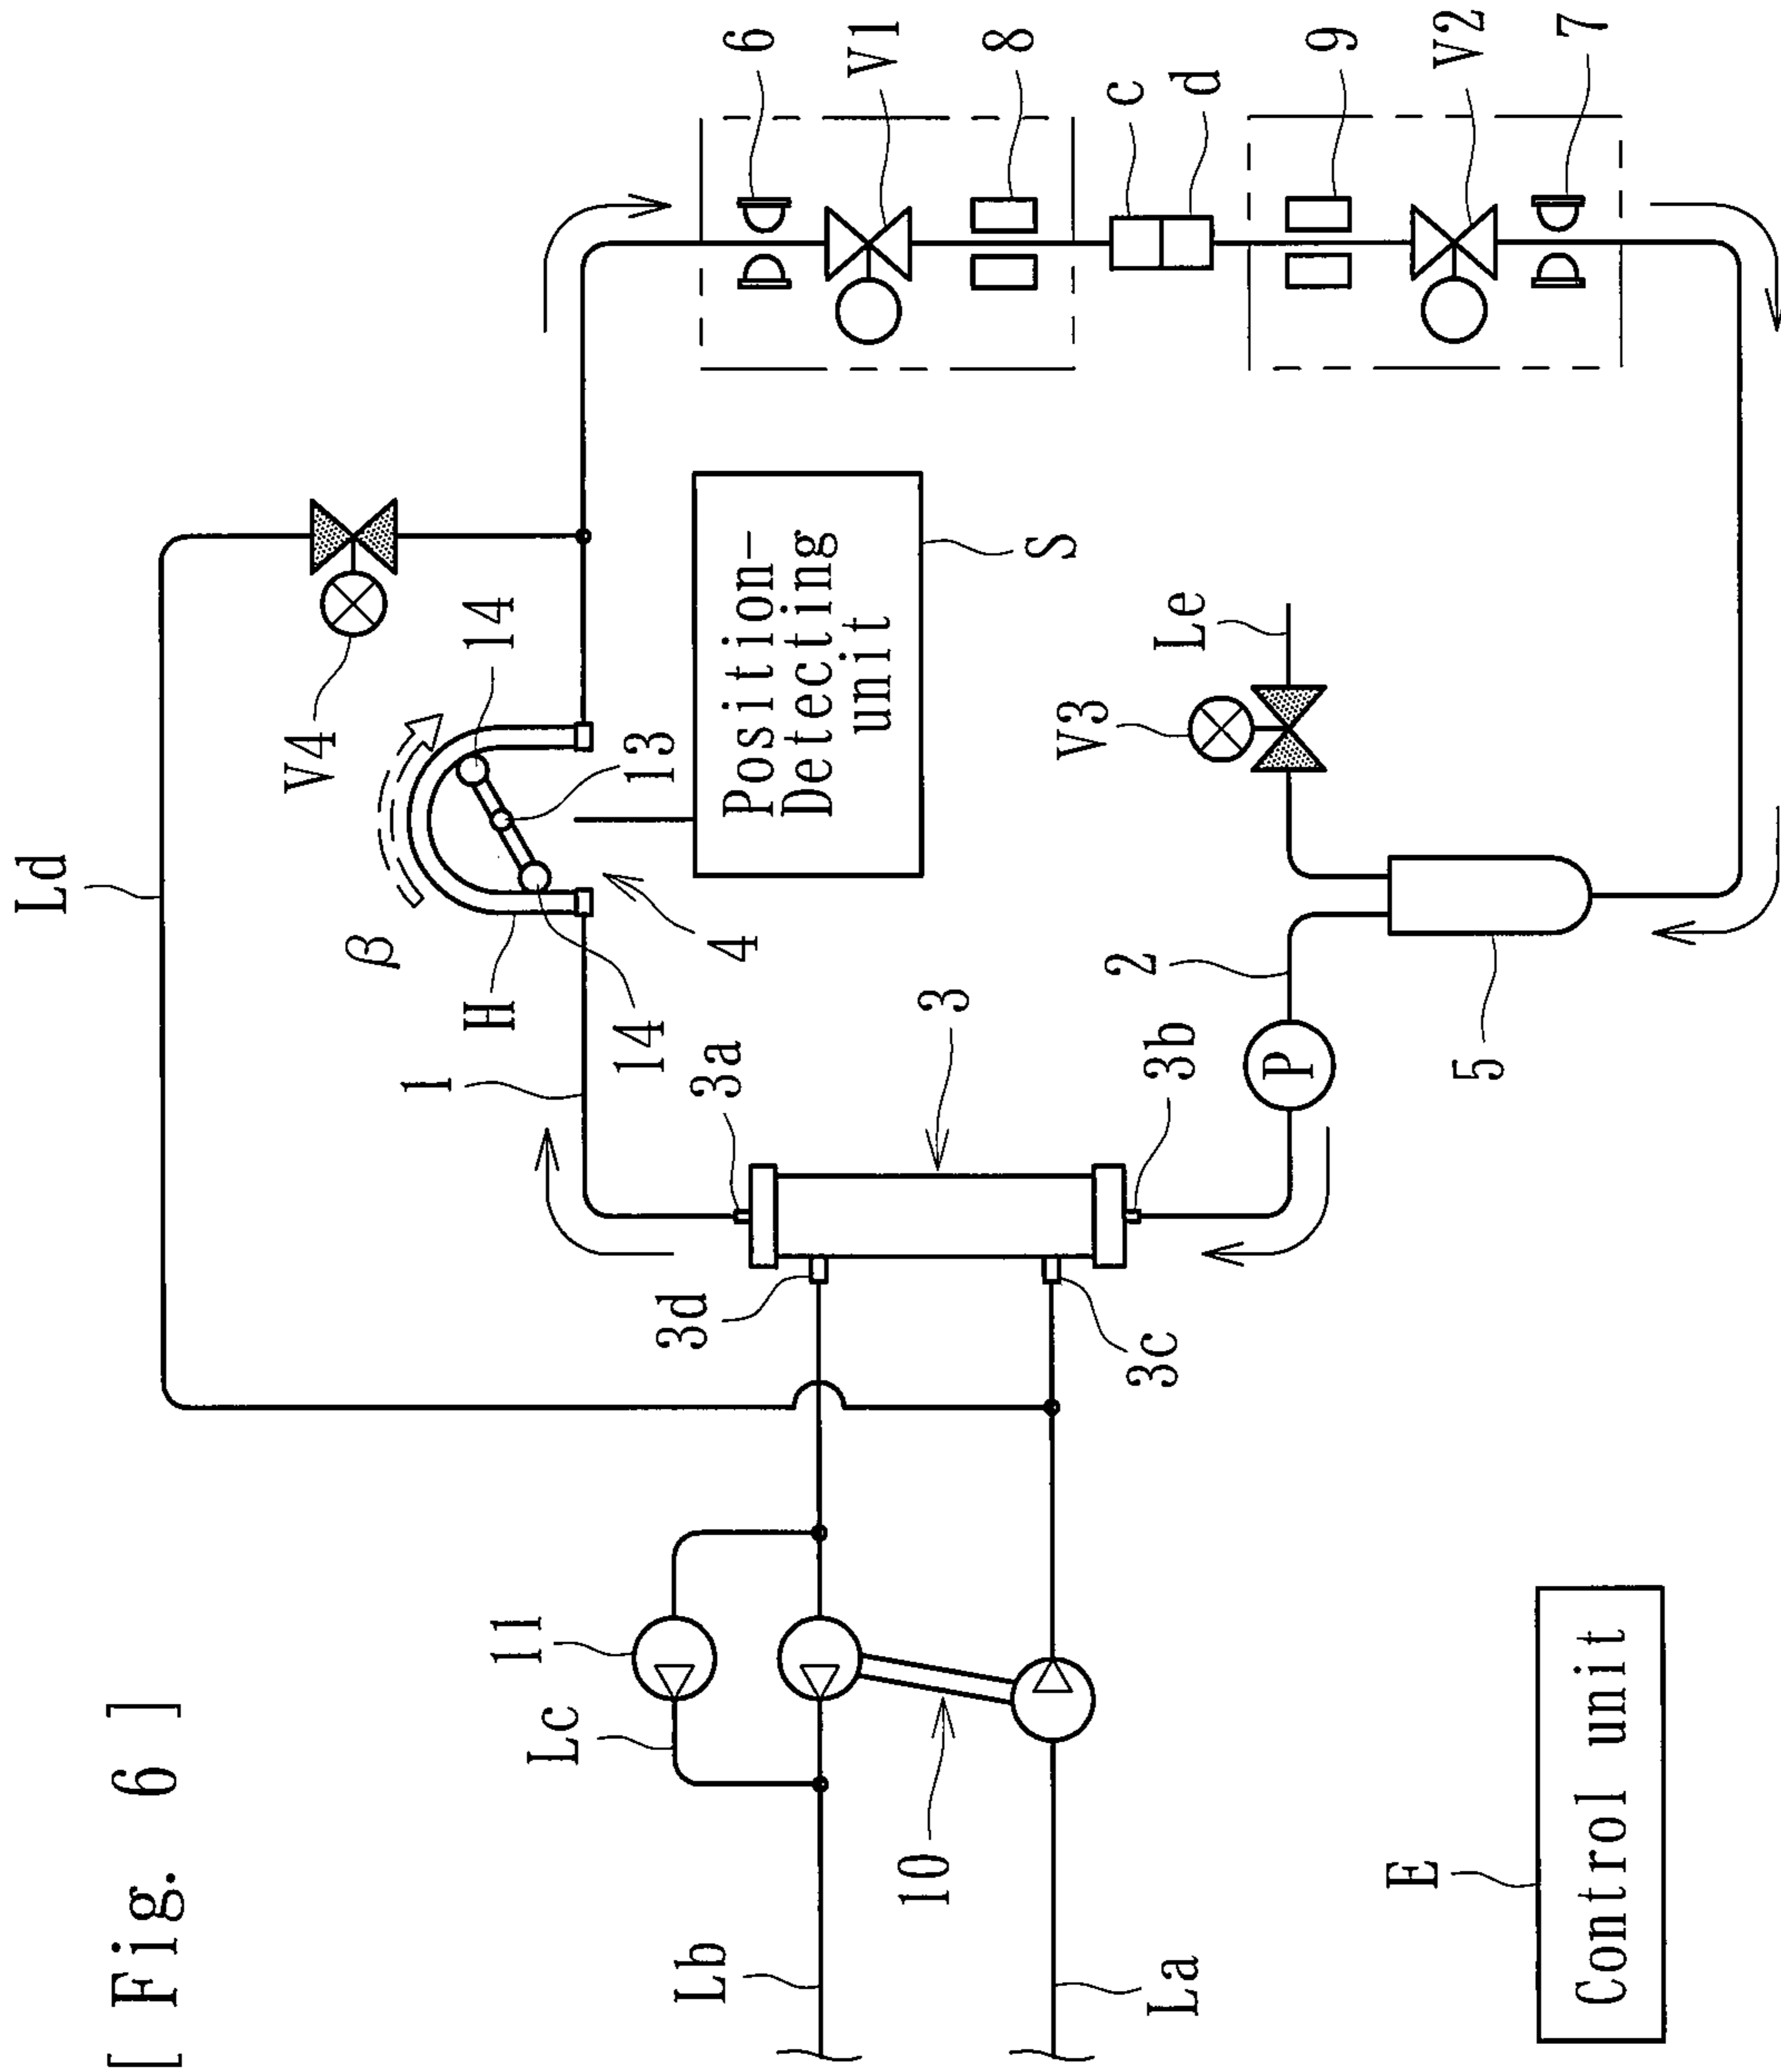 [ Fig. 6 ]
Ld
V4
β
H
14
14
13
4
1
6
V1
8
c
d
9
V2
7
Position-
Detecting
unit
S
Le
V3
2
P
5
3
3a
3b
3c
3d
11
Lc
10
Lb
La
E
Control unit